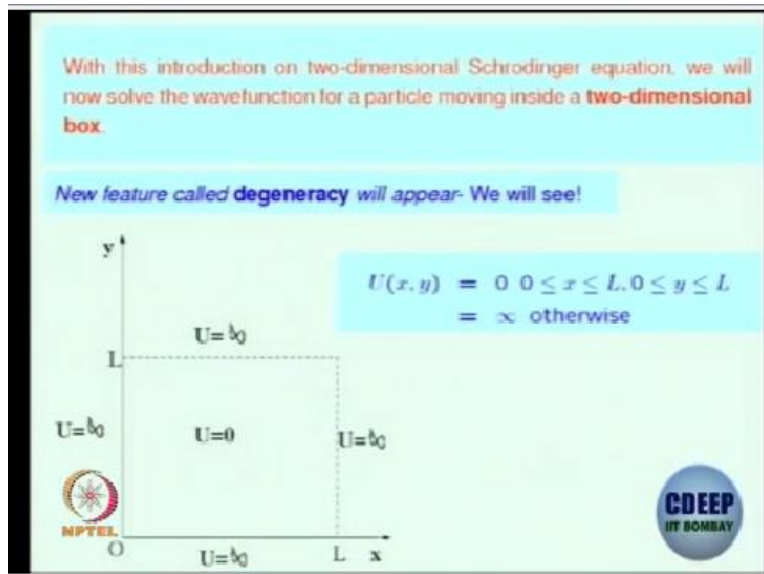 With this introduction on two-dimensional Schrodinger equation, we will
now solve the wavefunction for a particle moving inside a two-dimensional
box.
New feature called degeneracy will appear- We will see!
U(x, y) = 0 0 ≤ x ≤ L, 0 ≤ y ≤ L
= ∞ otherwise
y
U=
L
U=
U=0
U=
O
U=
L x
NPTEL
CDEEP
IIT BOMBAY